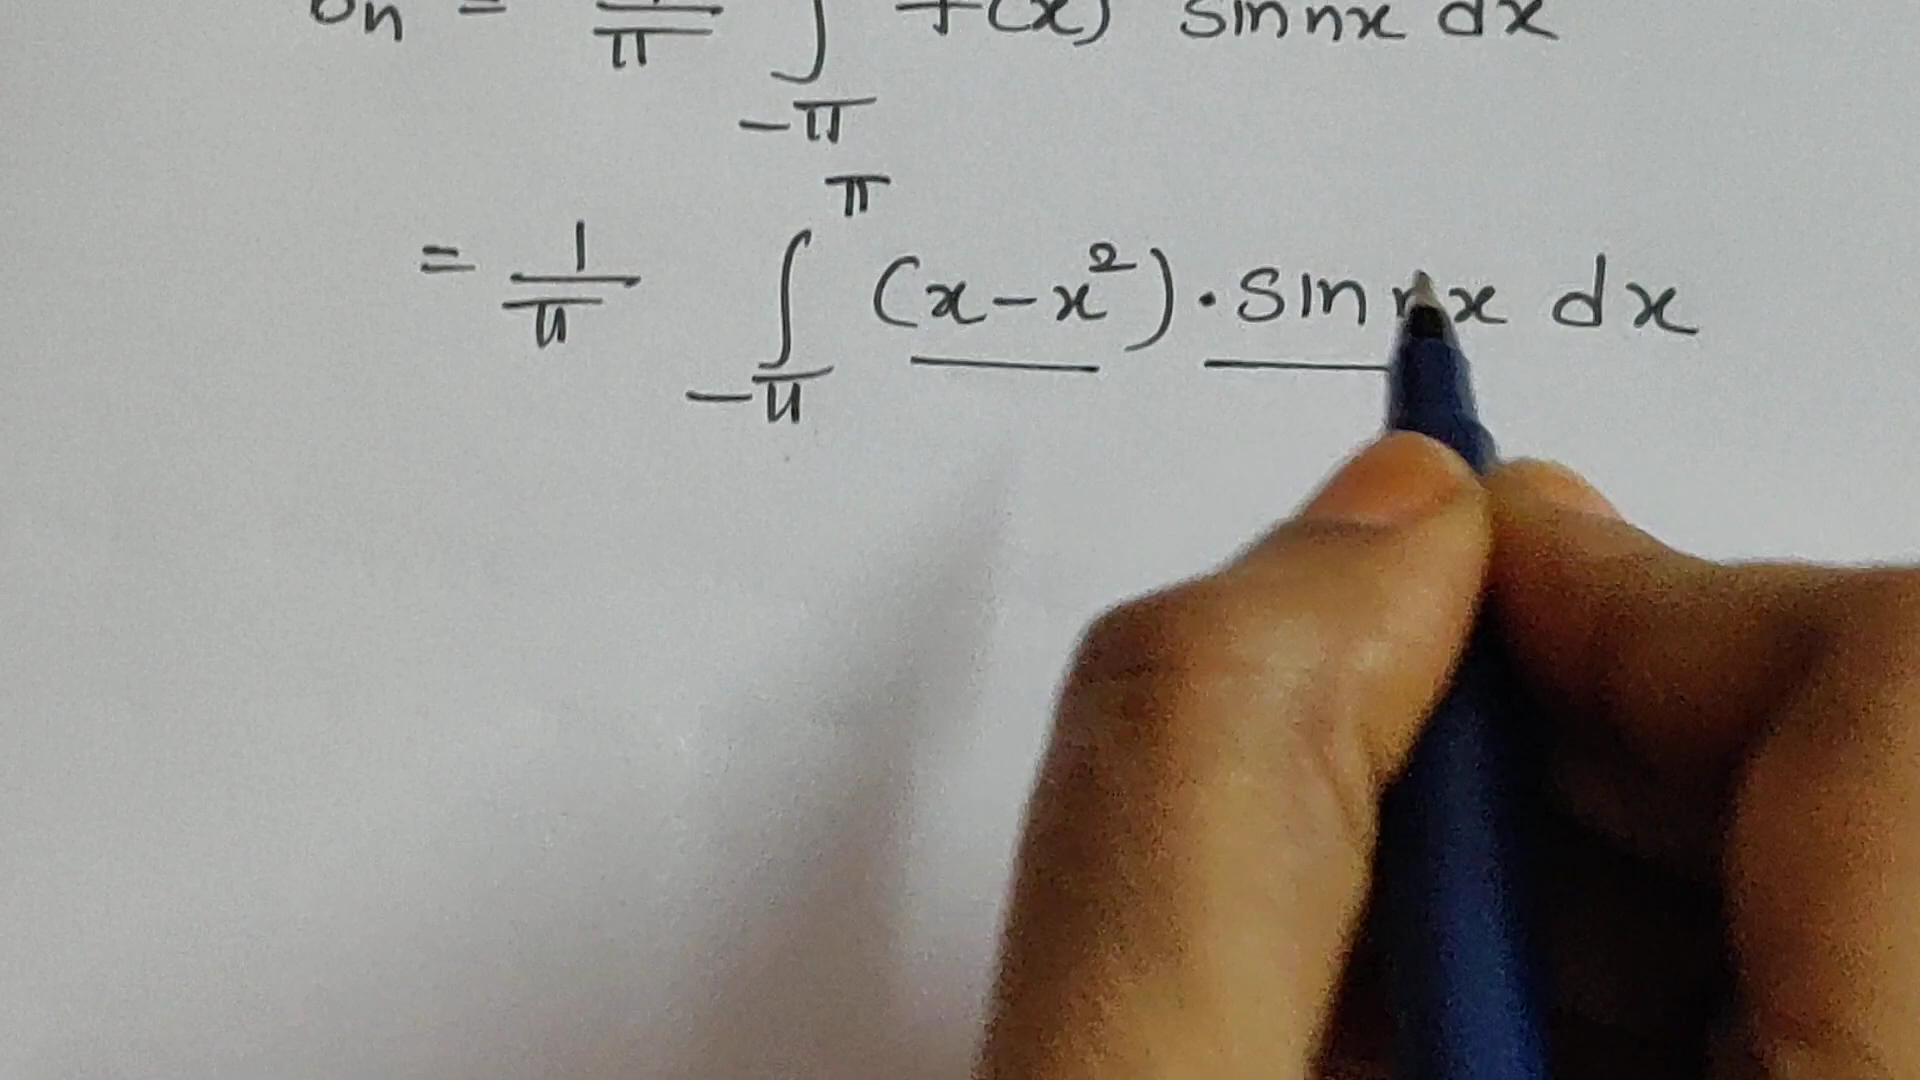 bn = 1/π ∫_{-π} f(x) sin nx dx
= 1/π ∫_{-π}^{π} (x-x²) · sin nx dx